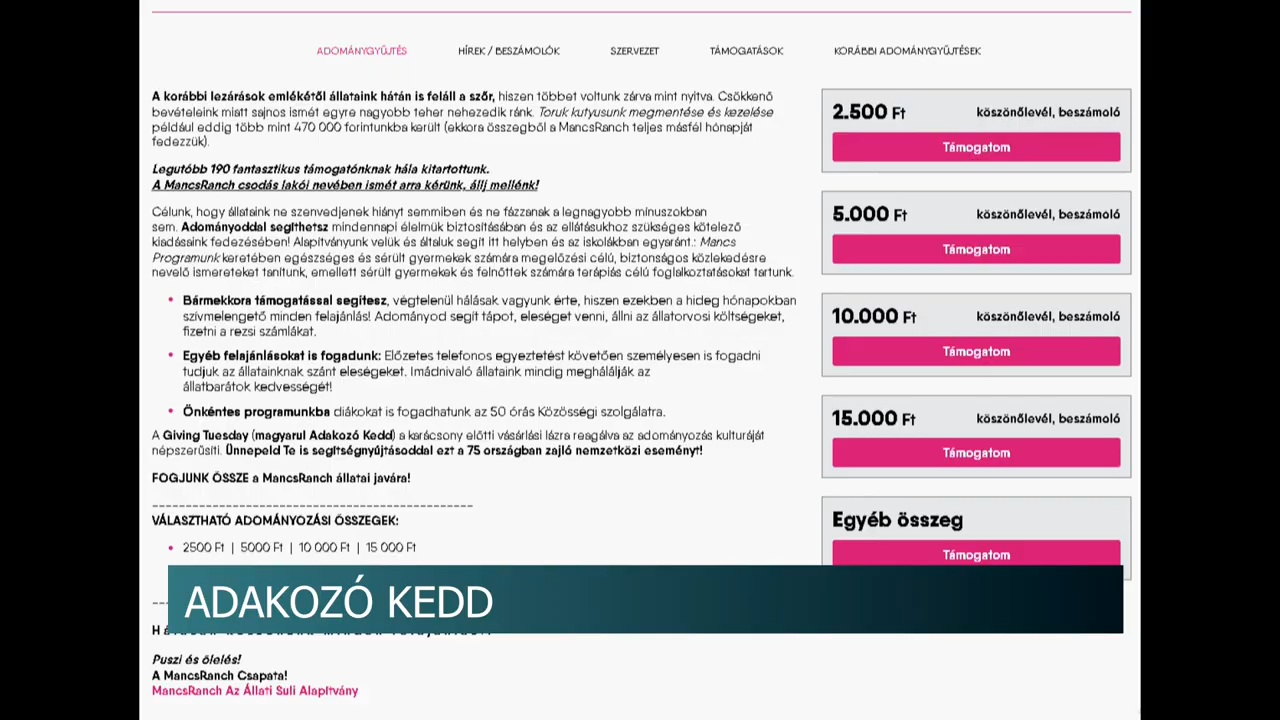 ADOMÁNYGYŰJTÉS HÍREK / BESZÁMOLÓK SZERVEZET TÁMOGATÁSOK KORÁBBI ADOMÁNYGYŰJTÉSEK
A korábbi lezárások emlékétől állataink hátán is feláll a szőr, hiszen többet voltunk zárva mint nyitva. Csökkenő
bevételeink miatt sajnos ismét egyre nagyobb teher nehezedik ránk. Toruk kutyusunk megmentése és kezelése
például eddig több mint 470 000 forintunkba került (ekkora összegből a MancsRanch teljes másfél hónapját
fedezzük).
Legutóbb 190 fantasztikus támogatónknak hála kitartottunk.
A MancsRanch csodás lakói nevében ismét arra kérünk, állj mellénk!
Célunk, hogy állataink ne szenvedjenek hiányt semmiben és ne fázzanak a legnagyobb mínuszokban
sem. Adományoddal segíthetsz mindennapi élelmük biztosításában és az ellátásukhoz szükséges kötelező
kiadásaink fedezésében! Alapítványunk velük és általuk segít itt helyben és az iskolákban egyaránt.: Mancs
Programunk keretében egészséges és sérült gyermekek számára megelőzési célú, biztonságos közlekedésre
nevelő ismereteket tanítunk, emellett sérült gyermekek és felnőttek számára terápiás célú foglalkoztatásokat tartunk.
• Bármekkora támogatással segítesz, végtelenül hálásak vagyunk érte, hiszen ezekben a hideg hónapokban
szívmelengető minden felajánlás! Adományod segít tápot, eleséget venni, állni az állatorvosi költségeket,
fizetni a rezsi számlákat.
• Egyéb felajánlásokat is fogadunk: Előzetes telefonos egyeztetést követően személyesen is fogadni
tudjuk az állatainknak szánt eleségeket. Imádnivaló állataink mindig meghálálják az
állatbarátok kedvességét!
• Önkéntes programunkba diákokat is fogadhatunk az 50 órás Közösségi szolgálatra.
A Giving Tuesday (magyarul Adakozó Kedd) a karácsony előtti vásárlási lázra reagálva az adományozás kultúráját
népszerűsíti. Ünnepeld Te is segítségnyújtásoddal ezt a 75 országban zajló nemzetközi eseményt!
FOGJUNK ÖSSZE a MancsRanch állatai javára!
------------------------------------------------
VÁLASZTHATÓ ADOMÁNYOZÁSI ÖSSZEGEK:
• 2500 Ft | 5000 Ft | 10 000 Ft | 15 000 Ft
ADAKOZÓ KEDD
Puszi és ölelés!
A MancsRanch Csapata!
MancsRanch Az Állati Suli Alapítvány
2.500 Ft köszönőlevél, beszámoló
Támogatom
5.000 Ft köszönőlevél, beszámoló
Támogatom
10.000 Ft köszönőlevél, beszámoló
Támogatom
15.000 Ft köszönőlevél, beszámoló
Támogatom
Egyéb összeg
Támogatom